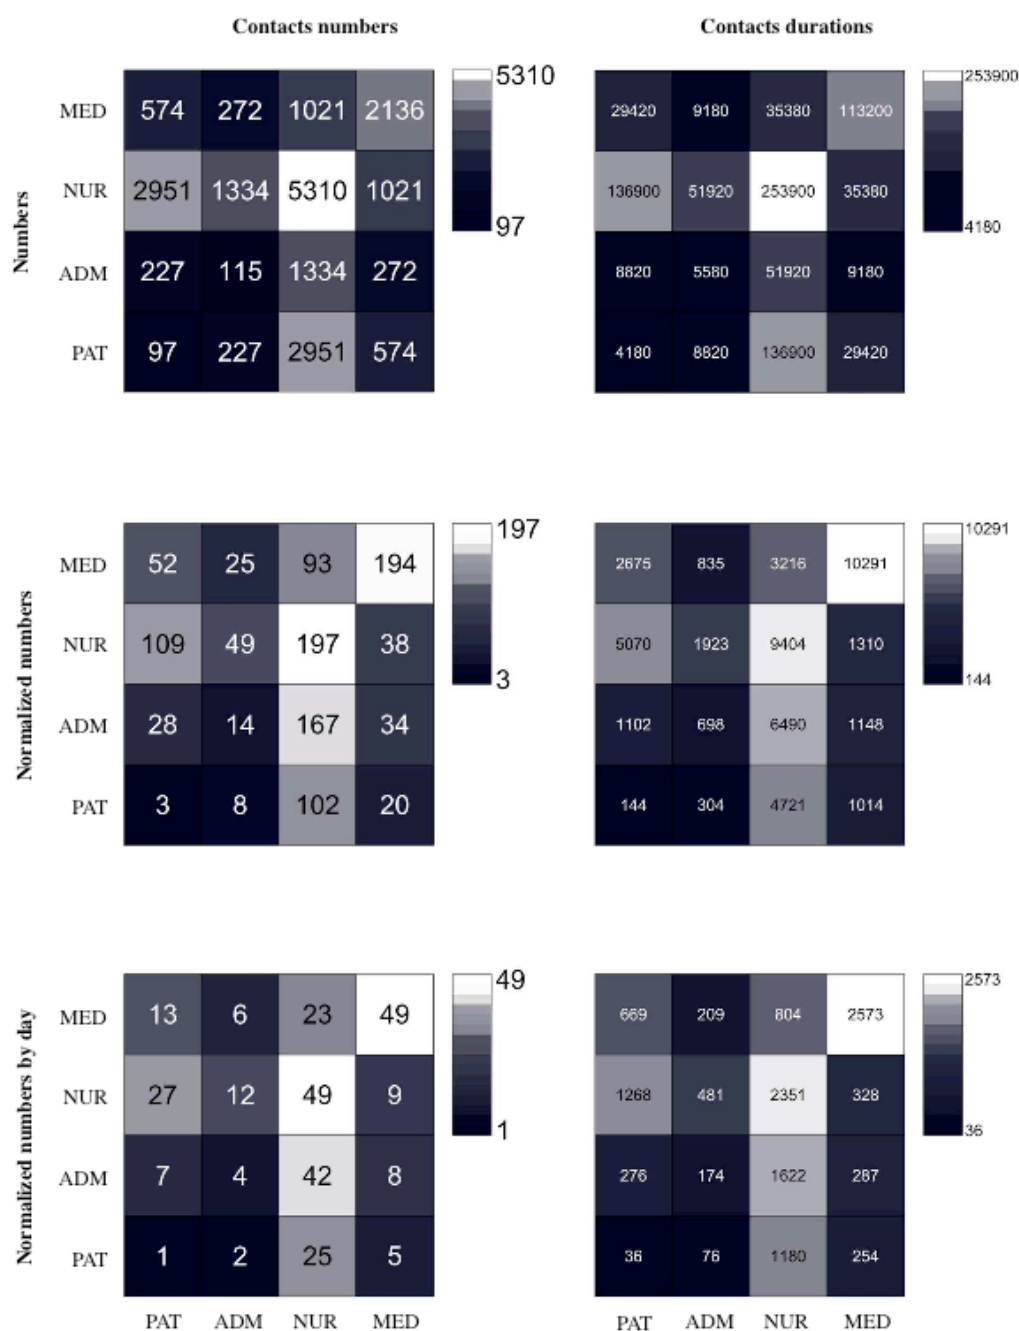 Contacts numbers Contacts durations
Numbers
MED 574 272 1021 2136 5310 29420 9180 35380 113200 253900
NUR 2951 1334 5310 1021 97 136900 51920 253900 35380 4180
ADM 227 115 1334 272 8820 5580 51920 9180
PAT 97 227 2951 574 4180 8820 136900 29420
Normalized numbers
MED 52 25 93 194 197 2675 835 3216 10291 10291
NUR 109 49 197 38 3 5070 1923 9404 1310 144
ADM 28 14 167 34 1102 698 6490 1148
PAT 3 8 102 20 144 304 4721 1014
Normalized numbers by day
MED 13 6 23 49 49 669 209 804 2573 2573
NUR 27 12 49 9 1 1268 481 2351 328 36
ADM 7 4 42 8 276 174 1622 287
PAT 1 2 25 5 36 76 1180 254
PAT ADM NUR MED PAT ADM NUR MED